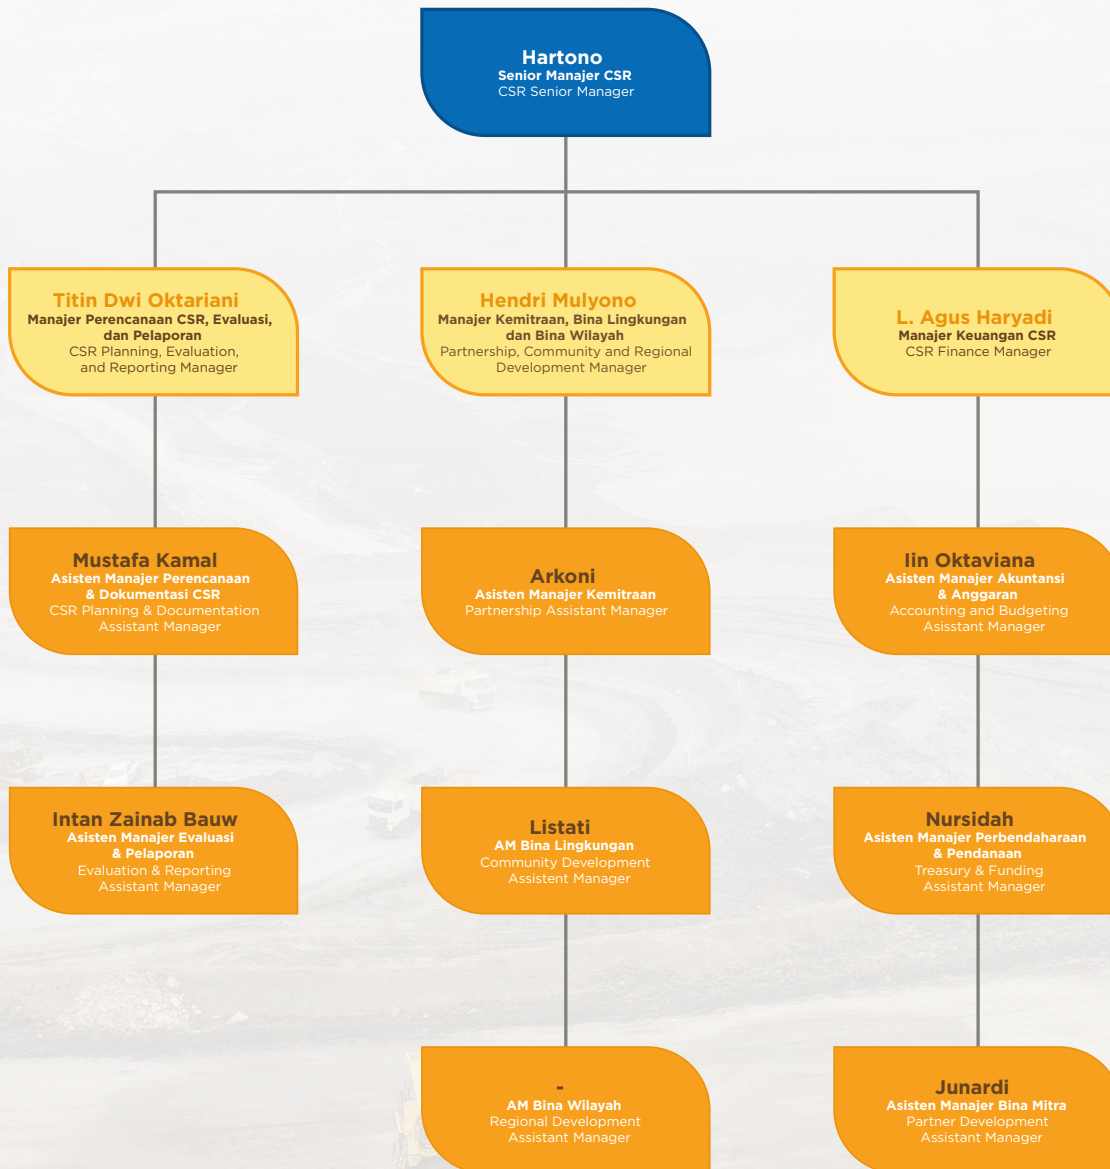 Hartono
Senior Manajer CSR
CSR Senior Manager
Titin Dwi Oktariani
Manajer Perencanaan CSR, Evaluasi,
dan Pelaporan
CSR Planning, Evaluation,
and Reporting Manager
Hendri Mulyono
Manajer Kemitraan, Bina Lingkungan
dan Bina Wilayah
Partnership, Community and Regional
Development Manager
L. Agus Haryadi
Manajer Keuangan CSR
CSR Finance Manager
Mustafa Kamal
Asisten Manajer Perencanaan
& Dokumentasi CSR
CSR Planning & Documentation
Assistant Manager
Arkoni
Asisten Manajer Kemitraan
Partnership Assistant Manager
Iin Oktaviana
Asisten Manajer Akuntansi
& Anggaran
Accounting and Budgeting
Asisstant Manager
Intan Zainab Bauw
Asisten Manajer Evaluasi
& Pelaporan
Evaluation & Reporting
Assistant Manager
Listati
AM Bina Lingkungan
Community Development
Assistent Manager
Nursidah
Asisten Manajer Perbendaharaan
& Pendanaan
Treasury & Funding
Assistant Manager
-
AM Bina Wilayah
Regional Development
Assistant Manager
Junardi
Asisten Manajer Bina Mitra
Partner Development
Assistant Manager